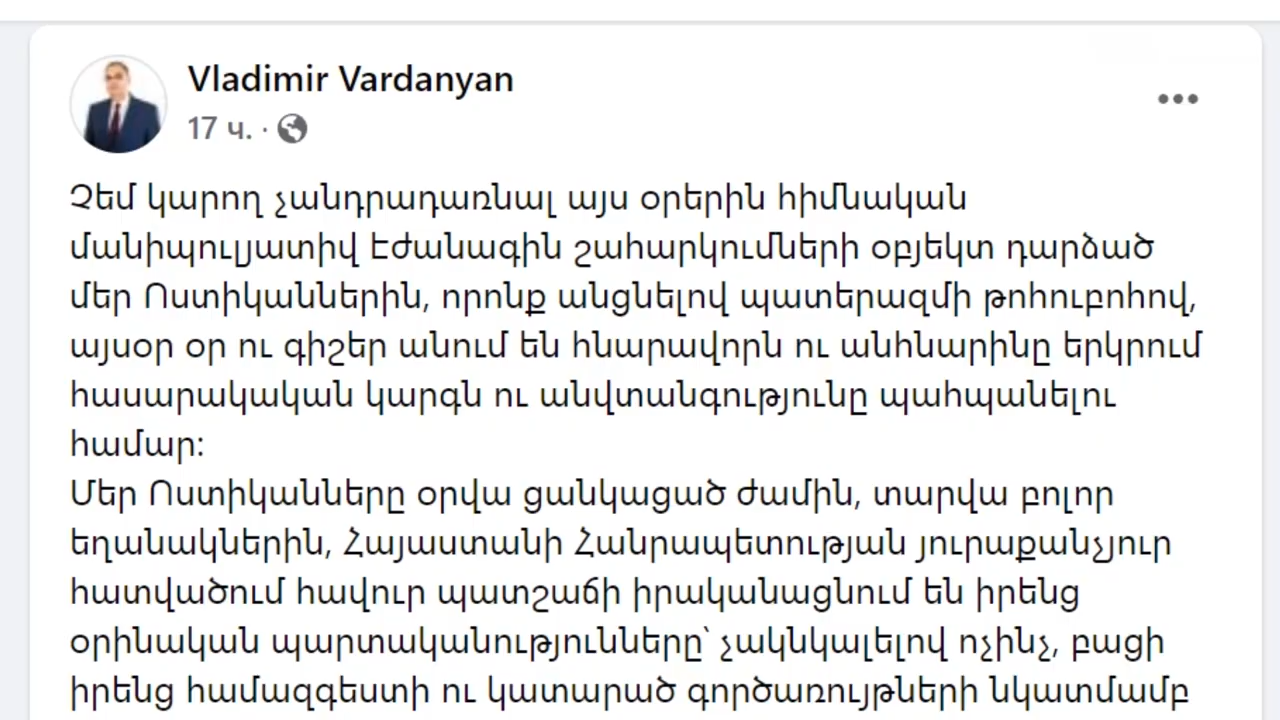 Vladimir Vardanyan
17 ч. ·
Չեմ կարող չանդրադառնալ այս օրերին հիմնական
մանիպուլյատիվ էժանագին շահարկումների օբյեկտ դարձած
մեր Ոստիկաններին, որոնք անցնելով պատերազմի թոհուբոհով,
այսօր օր ու գիշեր անում են հնարավորն ու անհնարինը երկրում
հասարակական կարգն ու անվտանգությունը պահպանելու
համար:
Մեր Ոստիկանները օրվա ցանկացած ժամին, տարվա բոլոր
եղանակներին, Հայաստանի Հանրապետության յուրաքանչյուր
հատվածում հավուր պատշաճի իրականացնում են իրենց
օրինական պարտականությունները՝ չակնկալելով ոչինչ, բացի
իրենց համազգեստի ու կատարած գործառույթների նկատմամբ